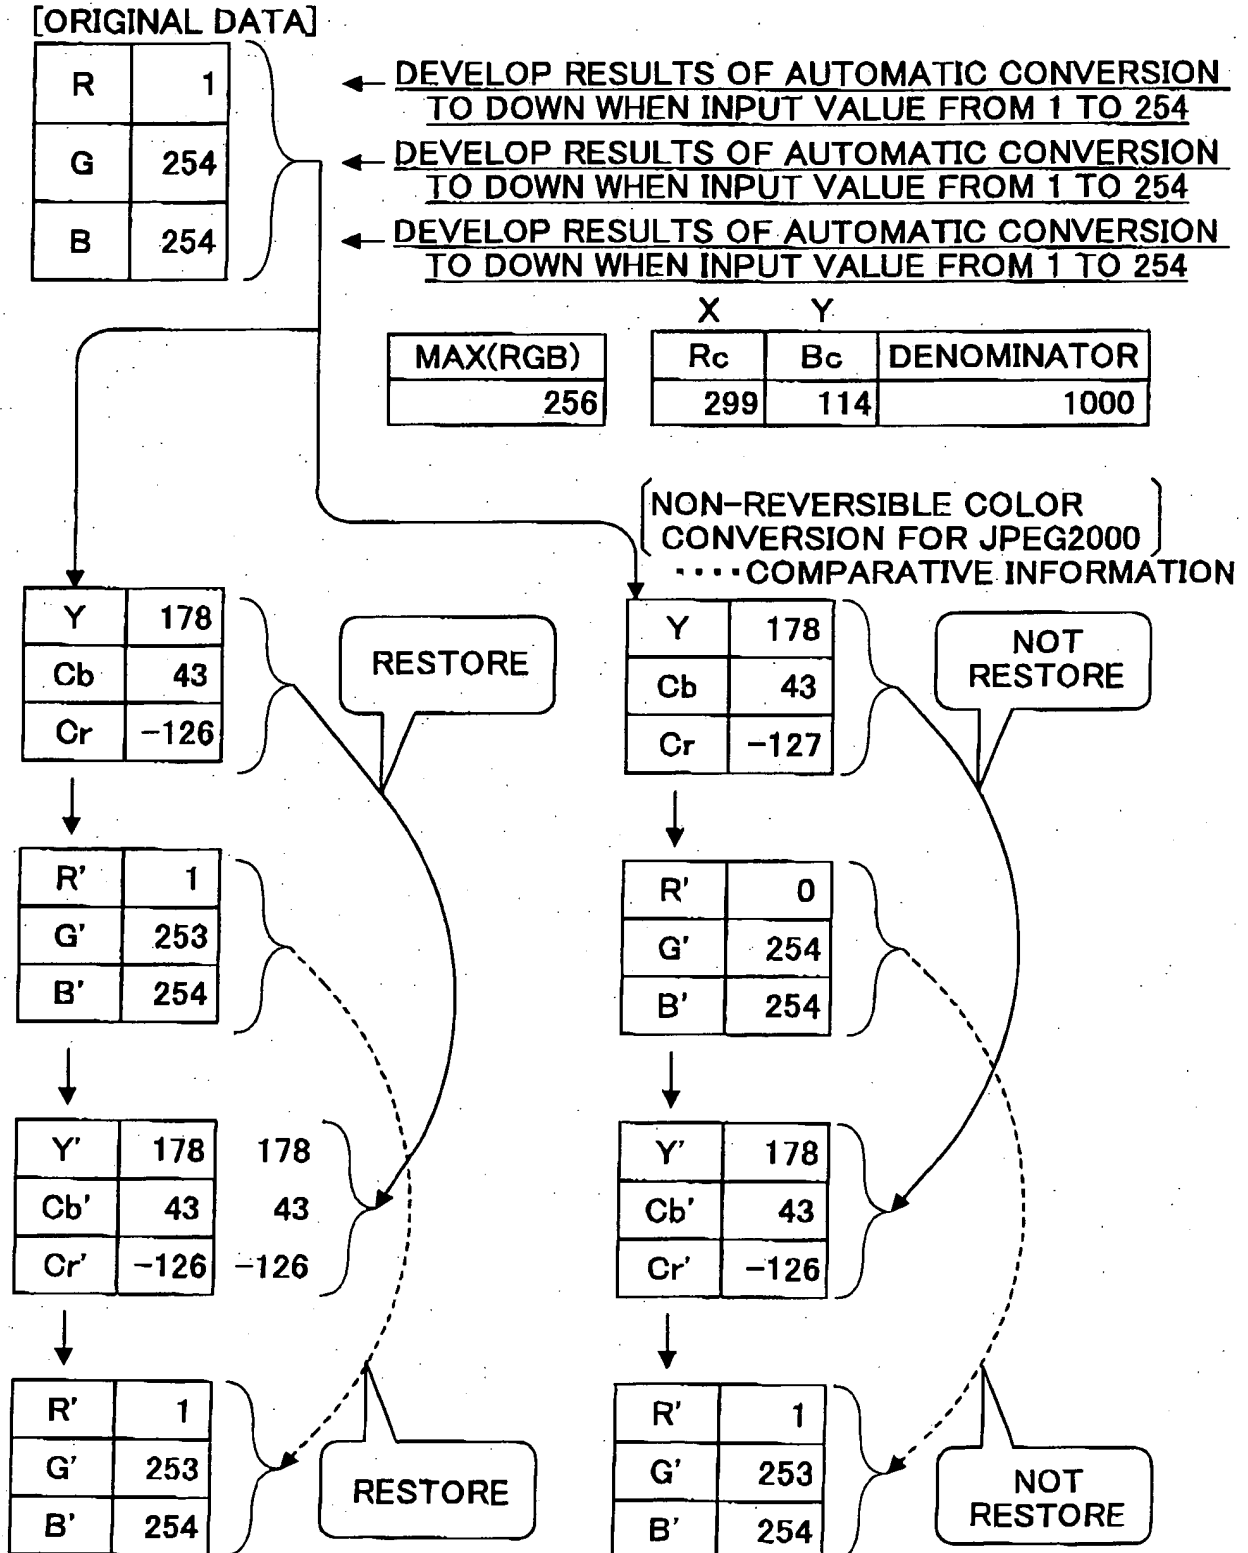 [ORIGINAL DATA]
R 1
G 254
B 254
DEVELOP RESULTS OF AUTOMATIC CONVERSION
TO DOWN WHEN INPUT VALUE FROM 1 TO 254
DEVELOP RESULTS OF AUTOMATIC CONVERSION
TO DOWN WHEN INPUT VALUE FROM 1 TO 254
DEVELOP RESULTS OF AUTOMATIC CONVERSION
TO DOWN WHEN INPUT VALUE FROM 1 TO 254
X Y
MAX(RGB)
256
Rc Bc DENOMINATOR
299 114 1000
NON-REVERSIBLE COLOR
CONVERSION FOR JPEG2000
····COMPARATIVE INFORMATION
Y 178
Cb 43
Cr -126
RESTORE
R' 1
G' 253
B' 254
Y' 178 178
Cb' 43 43
Cr' -126 -126
R' 1
G' 253
B' 254
RESTORE
Y 178
Cb 43
Cr -127
NOT
RESTORE
R' 0
G' 254
B' 254
Y' 178
Cb' 43
Cr' -126
R' 1
G' 253
B' 254
NOT
RESTORE